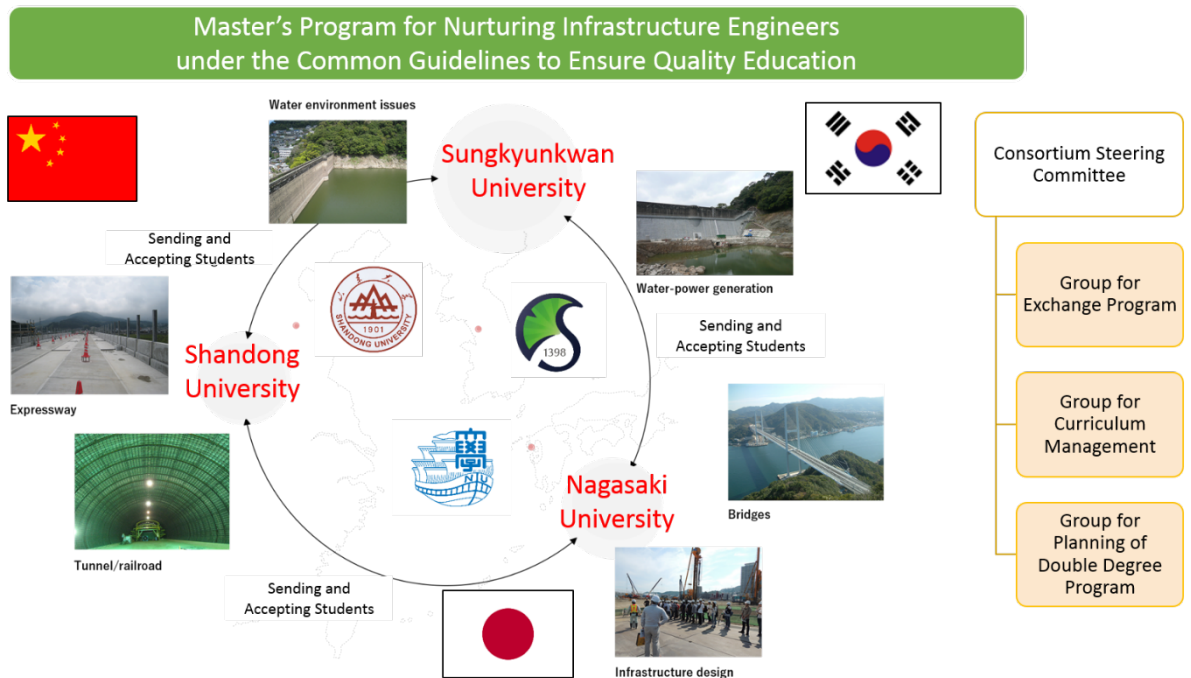 Master's Program for Nurturing Infrastructure Engineers
under the Common Guidelines to Ensure Quality Education
Water environment issues
Sungkyunkwan
University
Consortium Steering
Committee
Sending and
Accepting Students
Water-power generation
Group for
Exchange Program
SHANDONG UNIVERSITY
1901
1398
Sending and
Accepting Students
Shandong
University
Expressway
Group for
Curriculum
Management
大學
NIU
Nagasaki
University
Bridges
Tunnel/railroad
Group for
Planning of
Double Degree
Program
Sending and
Accepting Students
Infrastructure design